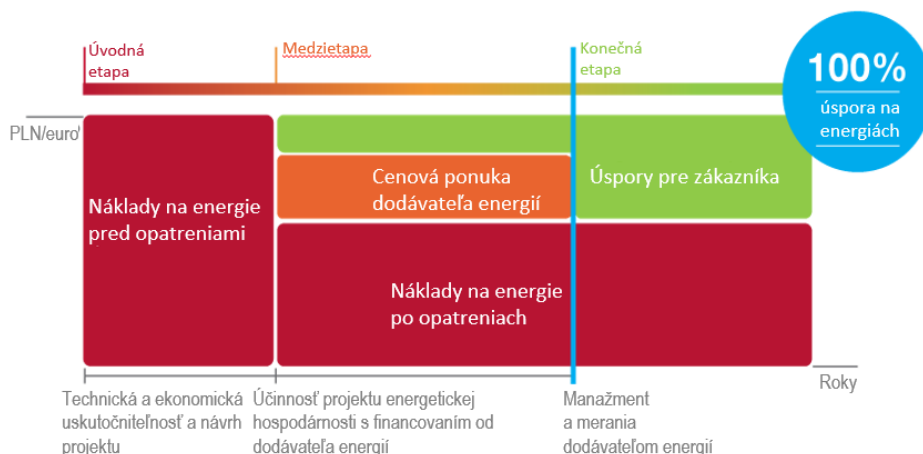 Úvodná
etapa
Medzietapa
Konečná
etapa
100%
úspora na
energiách
PLN/euro
Náklady na energie
pred opatreniami
Cenová ponuka
dodávateľa energií
Úspory pre zákazníka
Náklady na energie
po opatreniach
Roky
Technická a ekonomická
uskutočniteľnosť a návrh
projektu
Účinnosť projektu energetickej
hospodárnosti s financovaním od
dodávateľa energií
Manažment
a merania
dodávateľom energií